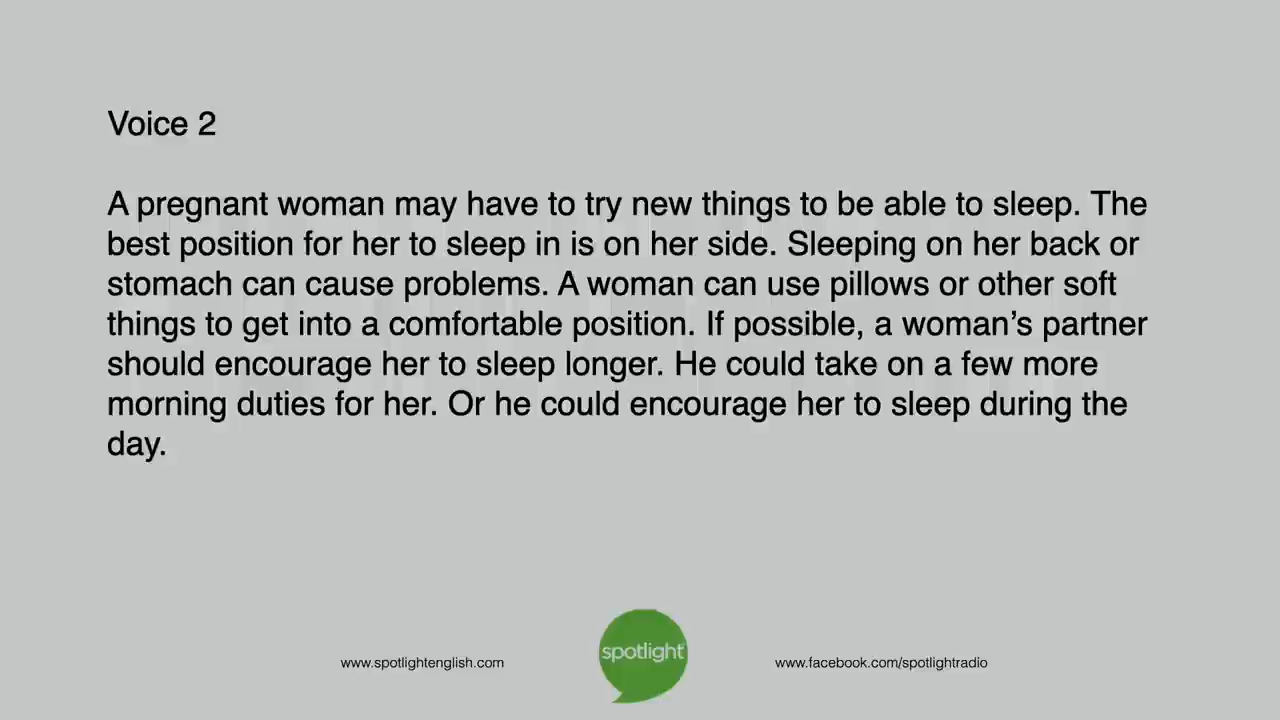 Voice 2
A pregnant woman may have to try new things to be able to sleep. The
best position for her to sleep in is on her side. Sleeping on her back or
stomach can cause problems. A woman can use pillows or other soft
things to get into a comfortable position. If possible, a woman’s partner
should encourage her to sleep longer. He could take on a few more
morning duties for her. Or he could encourage her to sleep during the
day.
www.spotlightenglish.com
spotlight
www.facebook.com/spotlightradio